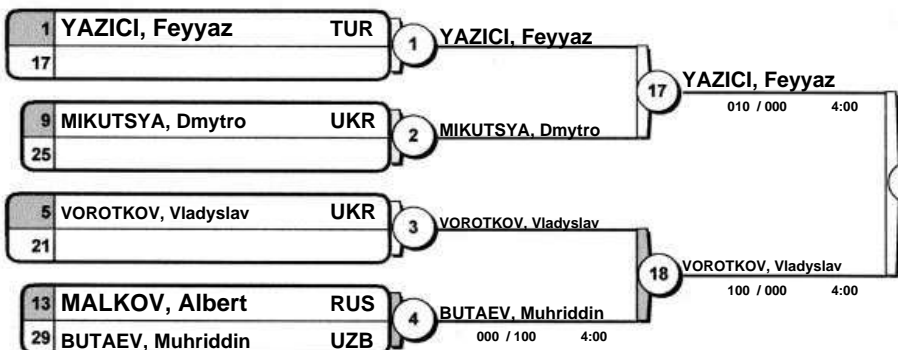 1 YAZICI, Feyyaz TUR
17
1 YAZICI, Feyyaz
9 MIKUTSYA, Dmytro UKR
25
2 MIKUTSYA, Dmytro
17 YAZICI, Feyyaz
010 / 000 4:00
5 VOROTKOV, Vladyslav UKR
21
3 VOROTKOV, Vladyslav
13 MALKOV, Albert RUS
29 BUTAEV, Muhriddin UZB
4 BUTAEV, Muhriddin
000 / 100 4:00
18 VOROTKOV, Vladyslav
100 / 000 4:00